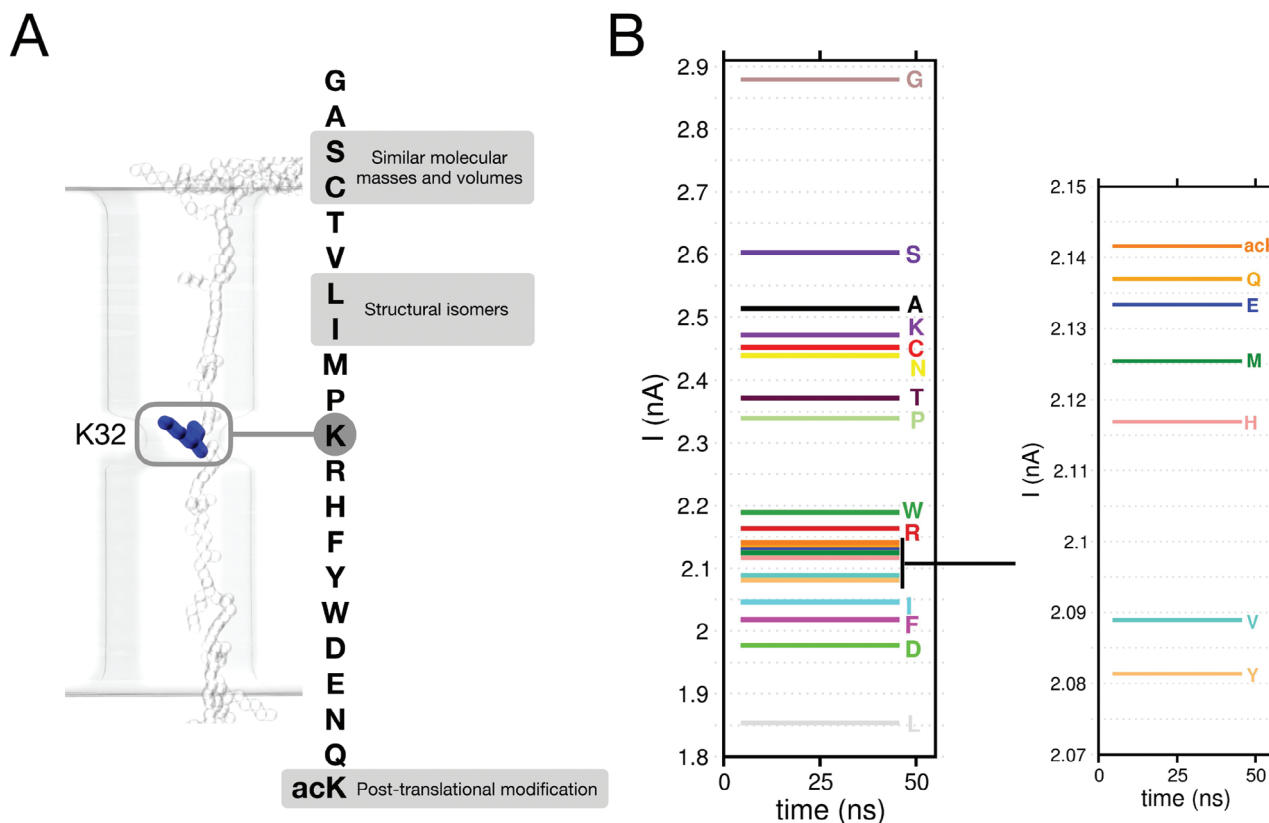 A
G
A
S
C
Similar molecular
masses and volumes
T
V
L
I
Structural isomers
M
P
K32
K
R
H
F
Y
W
D
E
N
Q
acK Post-translational modification
B
2.9
2.8
2.7
2.6
2.5
2.4
2.3
2.2
2.1
2
1.9
1.8
I (nA)
G
S
A
K
C
N
T
P
W
R
I
F
D
L
0 25 50
time (ns)
2.15
2.14
2.13
2.12
2.11
2.1
2.09
2.08
2.07
I (nA)
acK
Q
E
M
H
V
Y
0 25 50
time (ns)